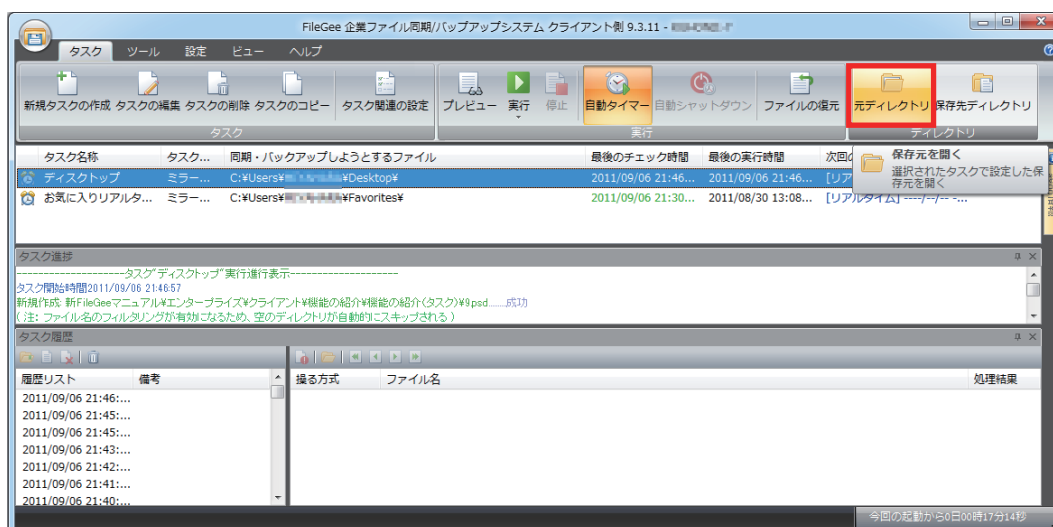 FileGee 企業ファイル同期/バップアップシステム クライアント側 9.3.11 -
タスク ツール 設定 ビュー ヘルプ
新規タスクの作成 タスクの編集 タスクの削除 タスクのコピー タスク関連の設定 プレビュー 実行 停止 自動タイマー 自動シャットダウン ファイルの復元 元ディレクトリ 保存先ディレクトリ
タスク 実行 ディレクトリ
タスク名称 タスク... 同期・バックアップしようとするファイル 最後のチェック時間 最後の実行時間 次回の
保存元を開く
選択されたタスクで設定した保
存元を開く
ディスクトップ ミラー... C:¥Users¥ ¥Desktop¥ 2011/09/06 21:46... 2011/09/06 21:46... [リア
お気に入りリアルタ... ミラー... C:¥Users¥ ¥Favorites¥ 2011/09/06 21:30... 2011/08/30 13:08... [リアルタイム] ----/--/-- -...
タスク進捗
--------------------タスク"ディスクトップ"実行進行表示--------------------
タスク開始時間2011/09/06 21:46:57
新規作成: 新FileGeeマニュアル¥エンタープライズ¥クライアント¥機能の紹介¥機能の紹介(タスク)¥9.psd.......成功
(注: ファイル名のフィルタリングが有効になるため、空のディレクトリが自動的にスキップされる)
タスク履歴
履歴リスト 備考 操る方式 ファイル名 処理結果
2011/09/06 21:46:...
2011/09/06 21:45:...
2011/09/06 21:45:...
2011/09/06 21:43:...
2011/09/06 21:42:...
2011/09/06 21:41:...
2011/09/06 21:40:...
今回の起動から0日00時17分14秒